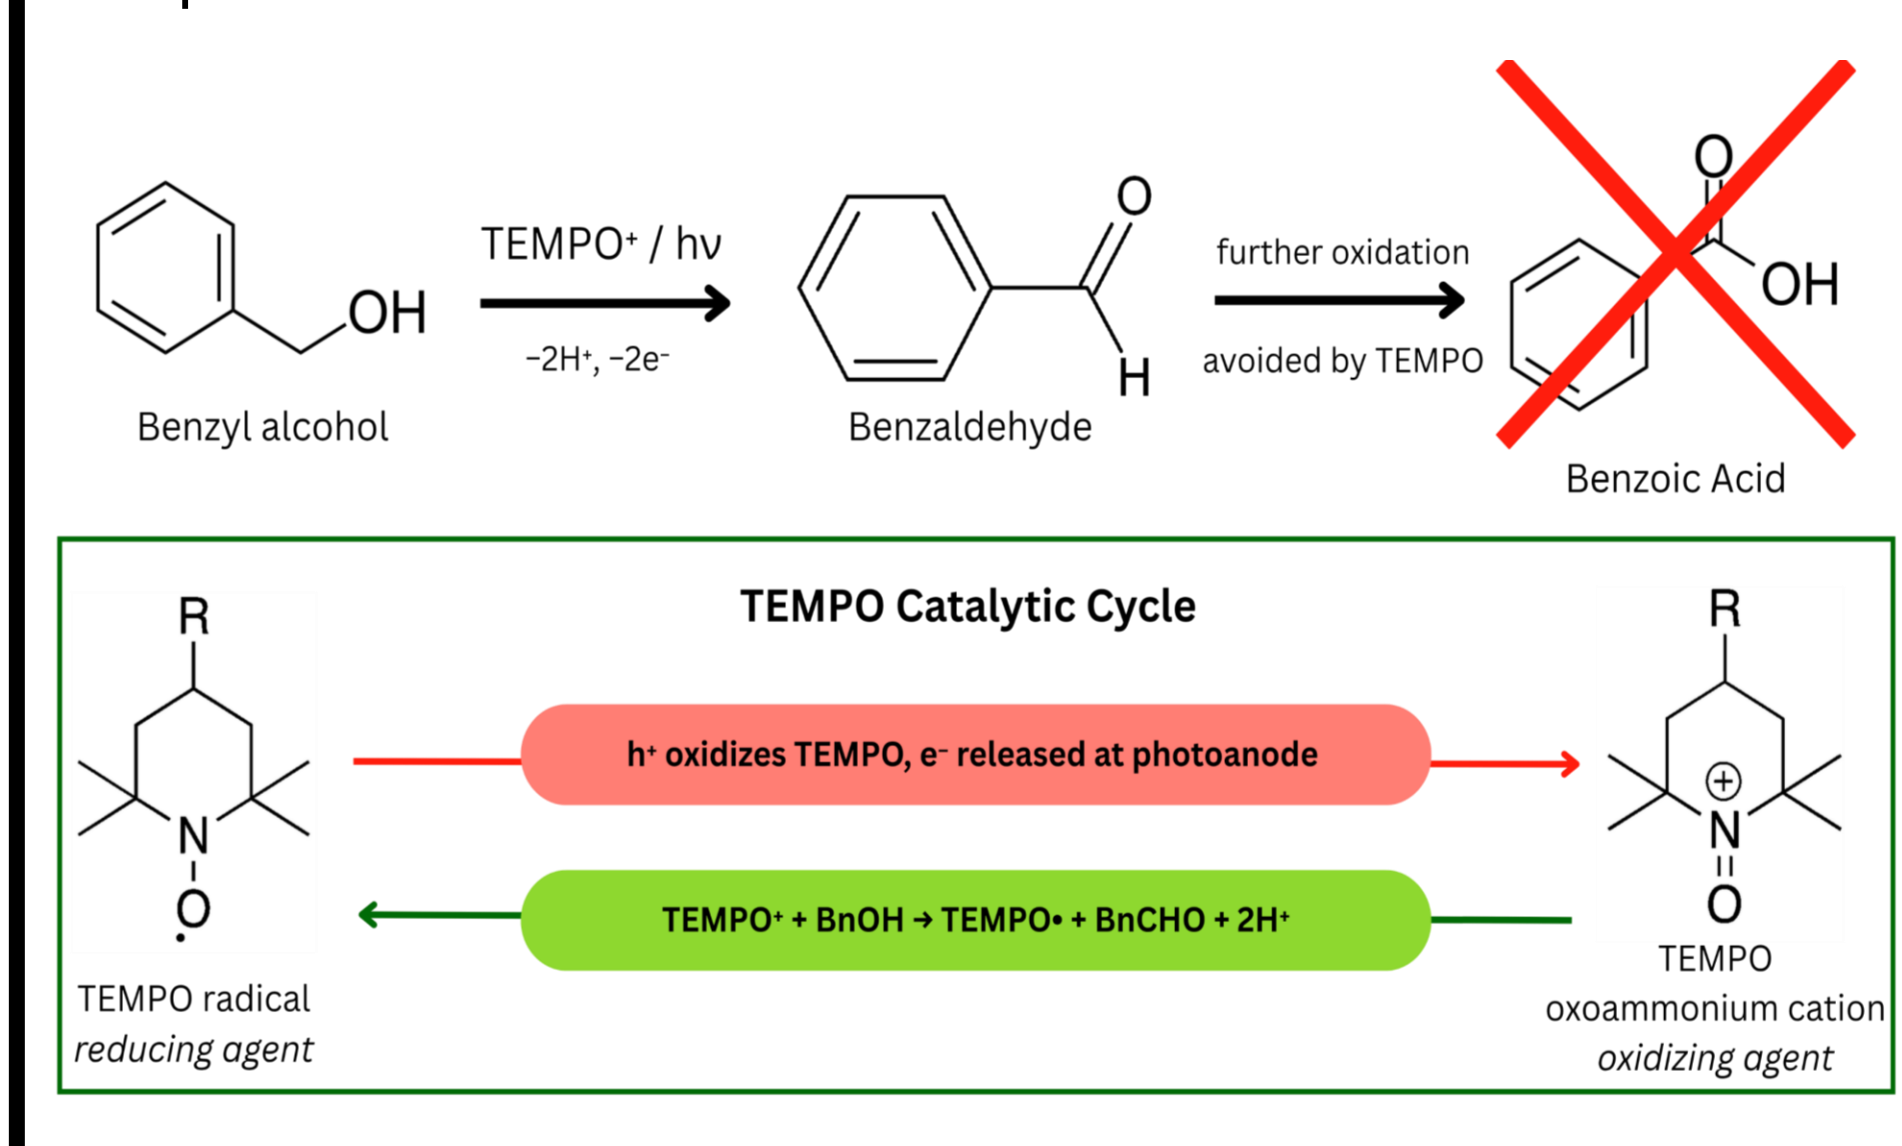 O
OH
TEMPO⁺ / hν
−2H⁺, −2e⁻
Benzyl alcohol
O
H
Benzaldehyde
further oxidation
avoided by TEMPO
O
OH
Benzoic Acid
TEMPO Catalytic Cycle
R
N
O
•
TEMPO radical
reducing agent
h⁺ oxidizes TEMPO, e⁻ released at photoanode
TEMPO⁺ + BnOH → TEMPO• + BnCHO + 2H⁺
R
+
N
O
TEMPO
oxoammonium cation
oxidizing agent